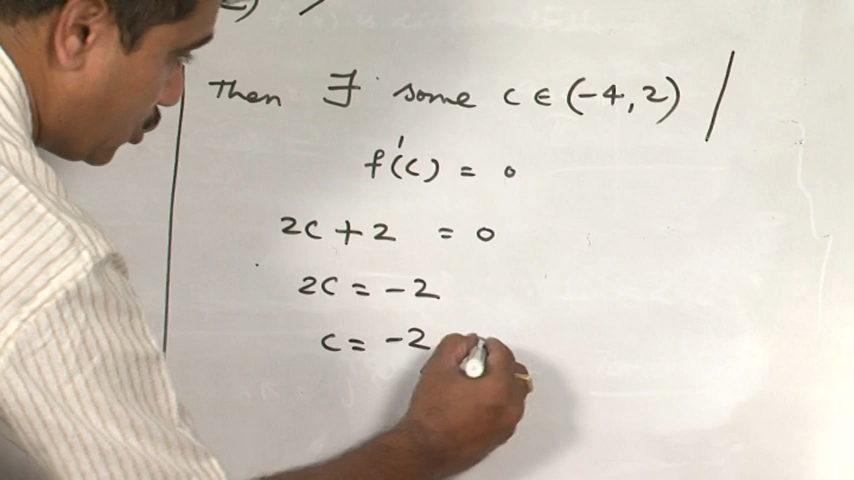 Then ∃ some c ∈ (-4, 2) /
f'(c) = 0
2c + 2 = 0
2c = -2
c = -2